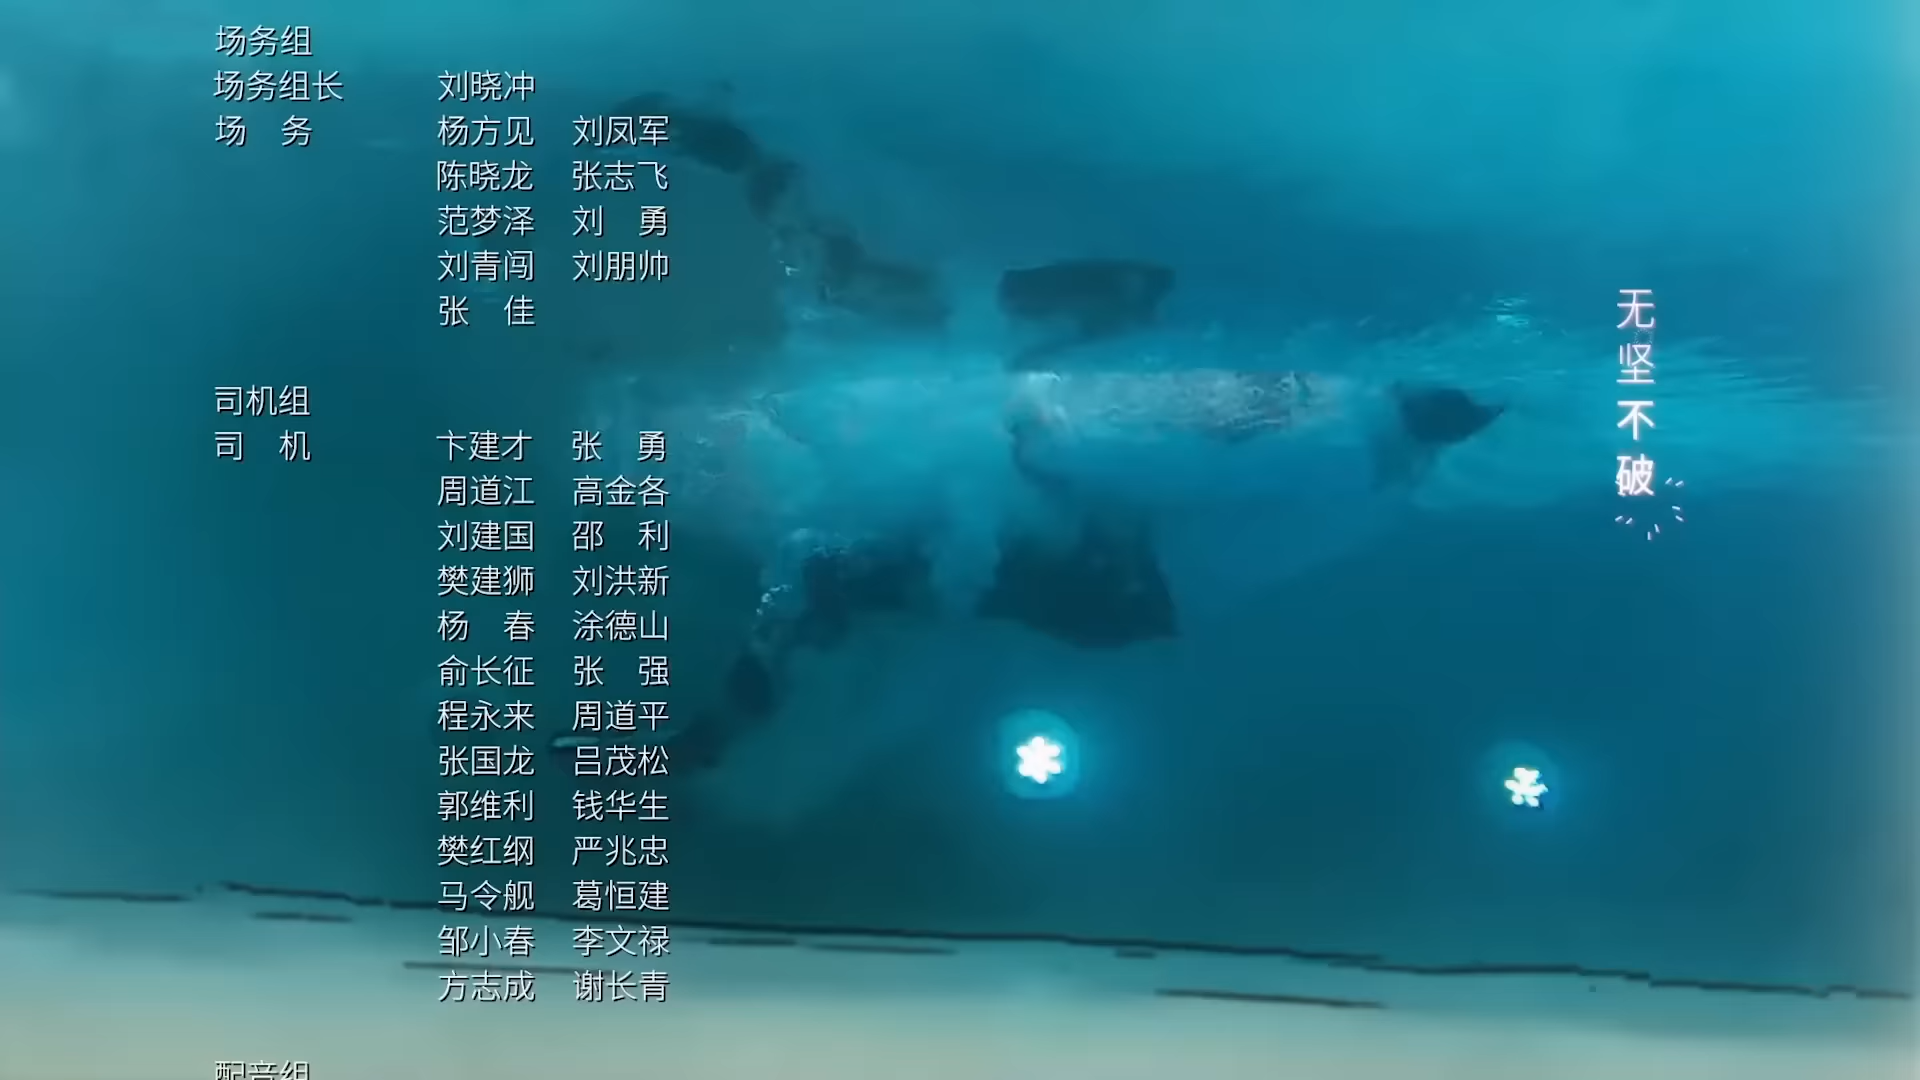 场务组
场务组长 刘晓冲
场 务 杨方见 刘凤军
陈晓龙 张志飞
范梦泽 刘 勇
刘青闯 刘朋帅
张 佳
司机组
司 机 卞建才 张 勇
周道江 高金各
刘建国 邵 利
樊建狮 刘洪新
杨 春 涂德山
俞长征 张 强
程永来 周道平
张国龙 吕茂松
郭维利 钱华生
樊红纲 严兆忠
马令舰 葛恒建
邹小春 李文禄
方志成 谢长青
配音组
无坚不破